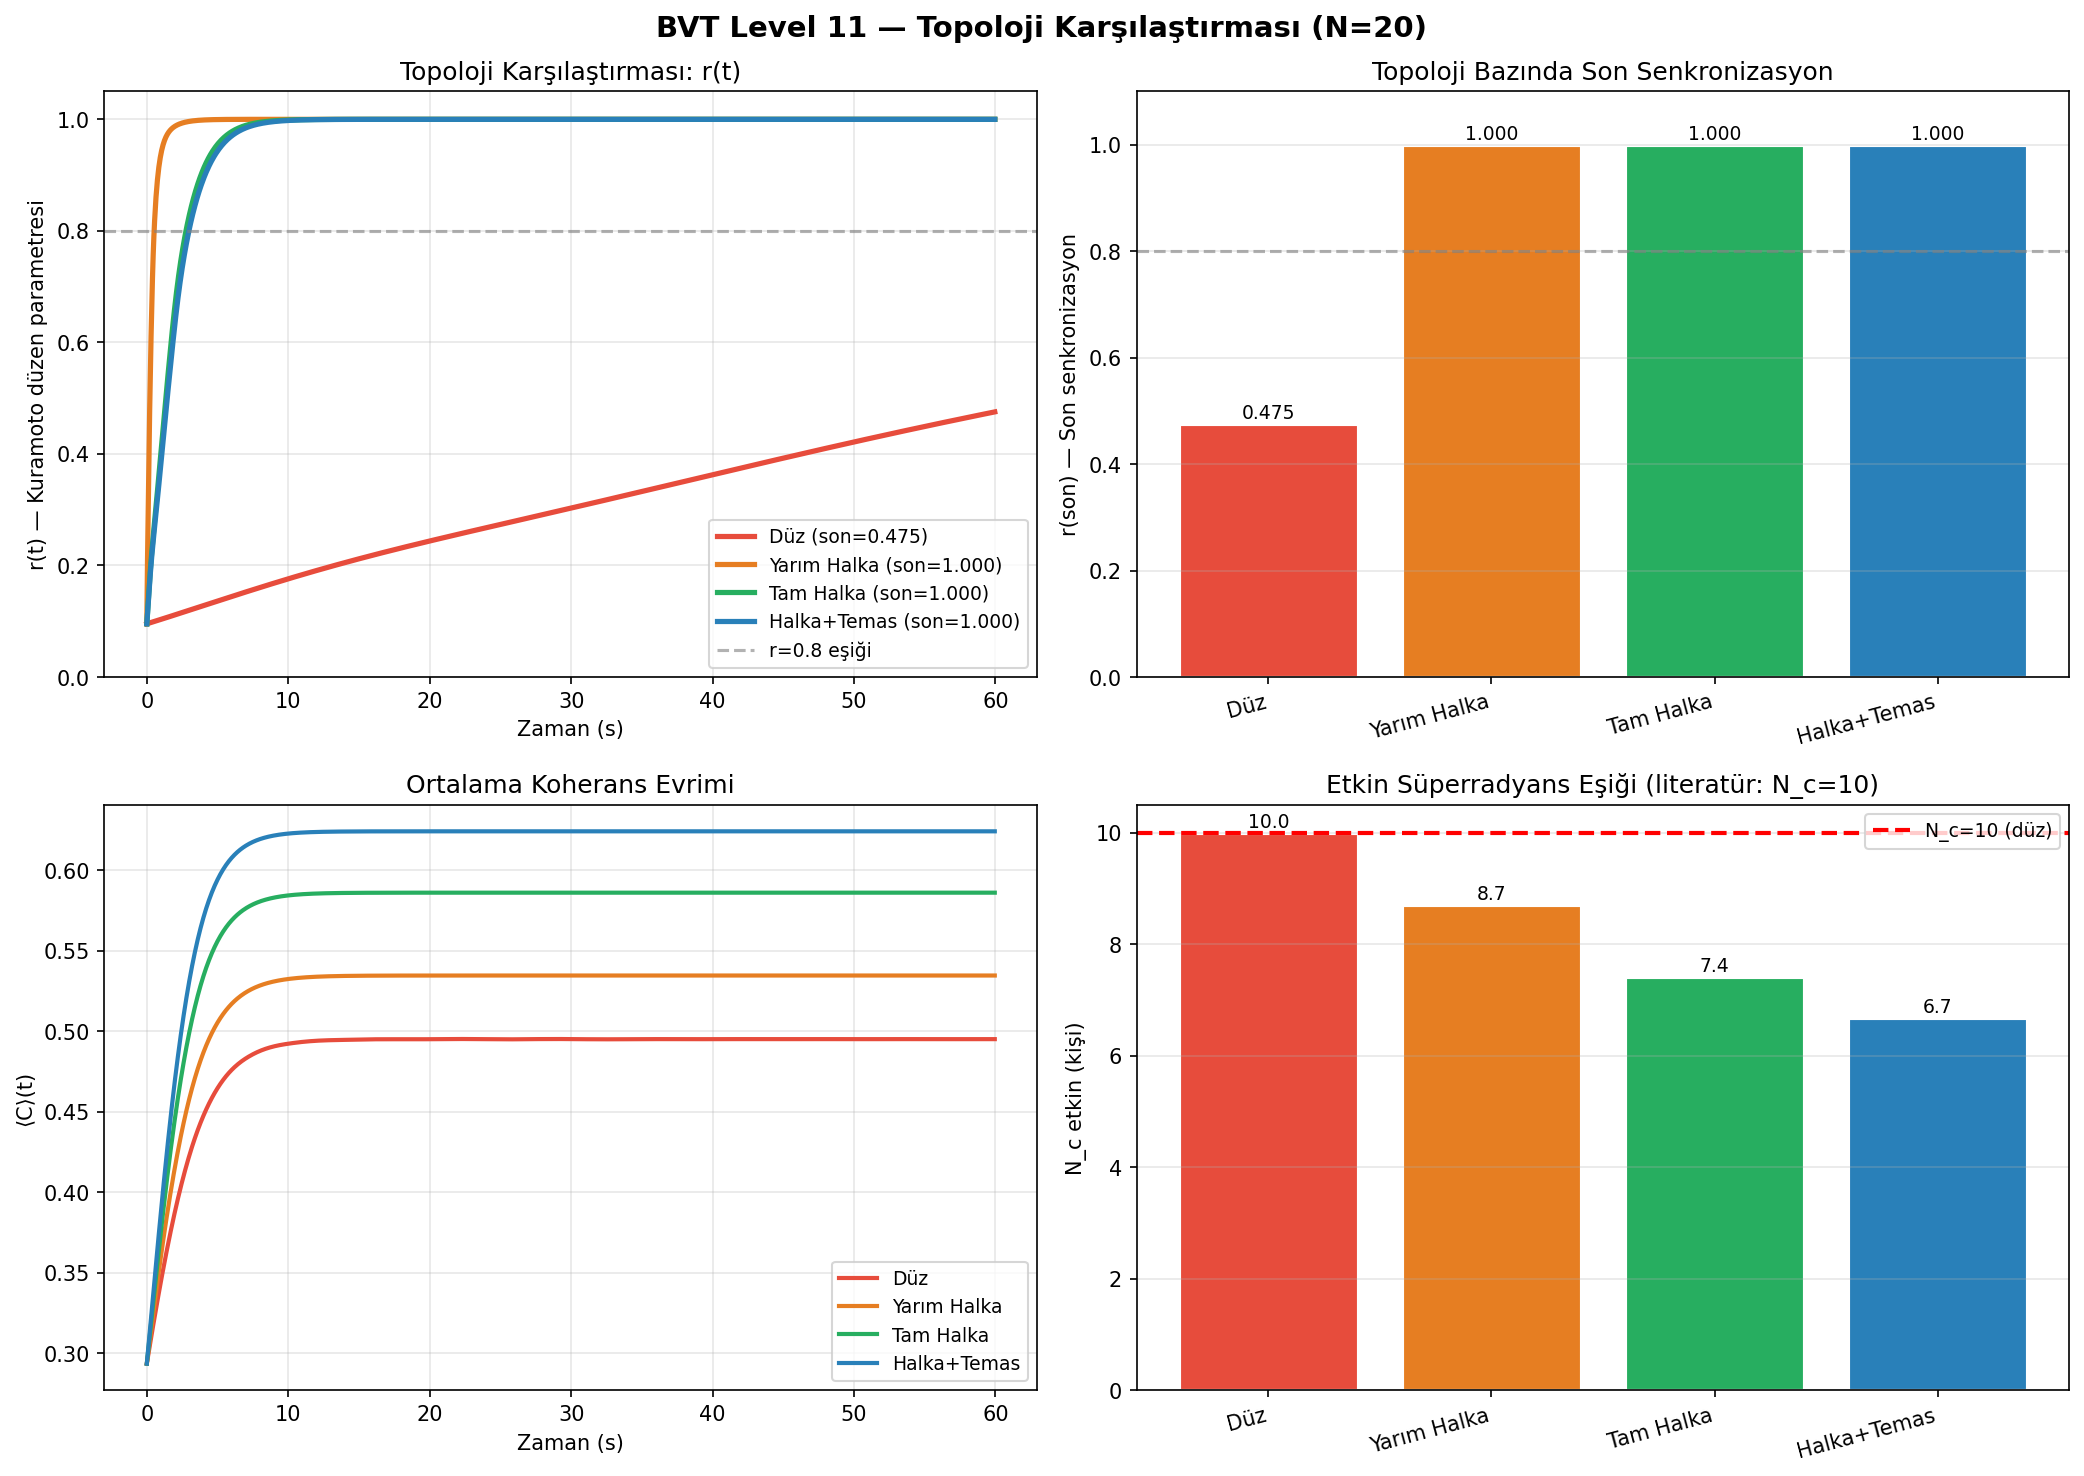 BVT Level 11 — Topoloji Karşılaştırması (N=20)
Topoloji Karşılaştırması: r(t)
r(t) — Kuramoto düzen parametresi
1.0
0.8
0.6
0.4
0.2
0.0
Düz (son=0.475)
Yarım Halka (son=1.000)
Tam Halka (son=1.000)
Halka+Temas (son=1.000)
r=0.8 eşiği
0 10 20 30 40 50 60
Zaman (s)
Topoloji Bazında Son Senkronizasyon
r(son) — Son senkronizasyon
1.0
0.8
0.6
0.4
0.2
0.0
0.475
1.000
1.000
1.000
Düz
Yarım Halka
Tam Halka
Halka+Temas
Ortalama Koherans Evrimi
⟨C⟩(t)
0.60
0.55
0.50
0.45
0.40
0.35
0.30
Düz
Yarım Halka
Tam Halka
Halka+Temas
0 10 20 30 40 50 60
Zaman (s)
Etkin Süperradyans Eşiği (literatür: N_c=10)
N_c etkin (kişi)
10
8
6
4
2
0
10.0
8.7
7.4
6.7
N_c=10 (düz)
Düz
Yarım Halka
Tam Halka
Halka+Temas